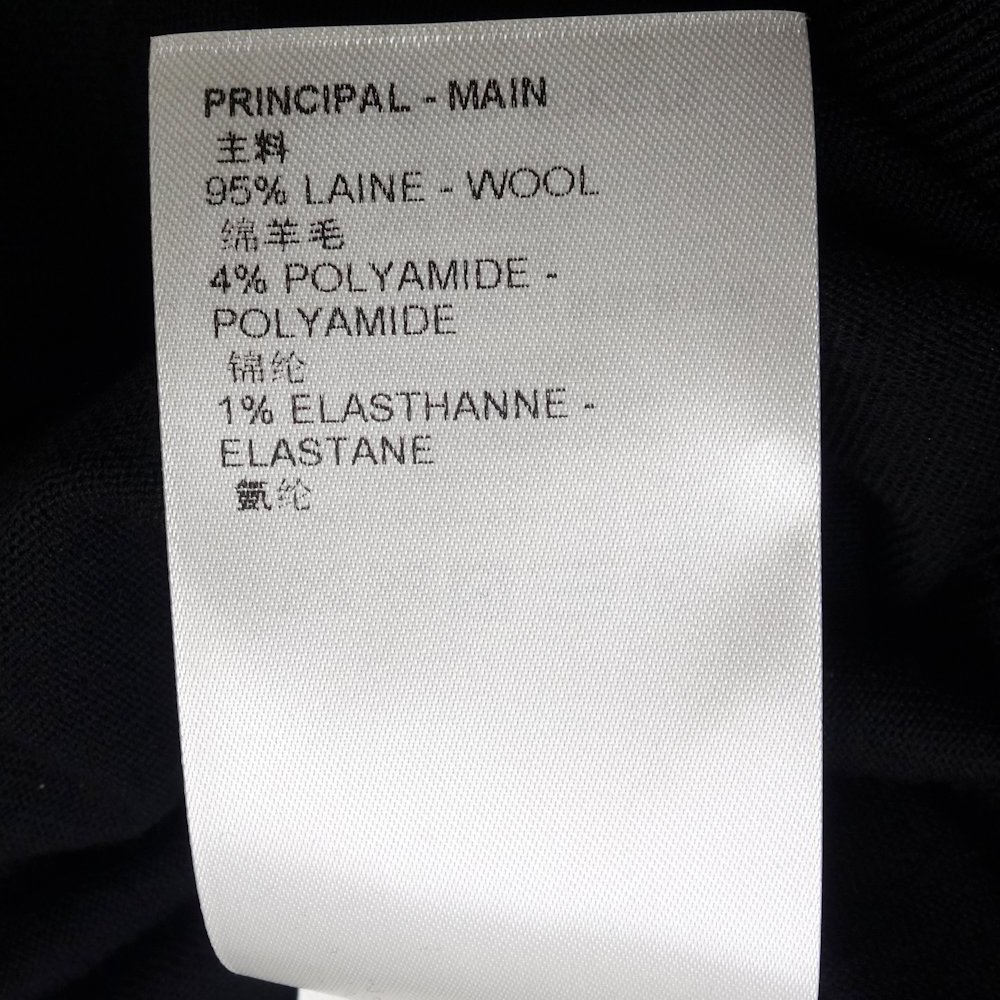 PRINCIPAL - MAIN
主料
95% LAINE - WOOL
绵羊毛
4% POLYAMIDE -
POLYAMIDE
锦纶
1% ELASTHANNE -
ELASTANE
氨纶